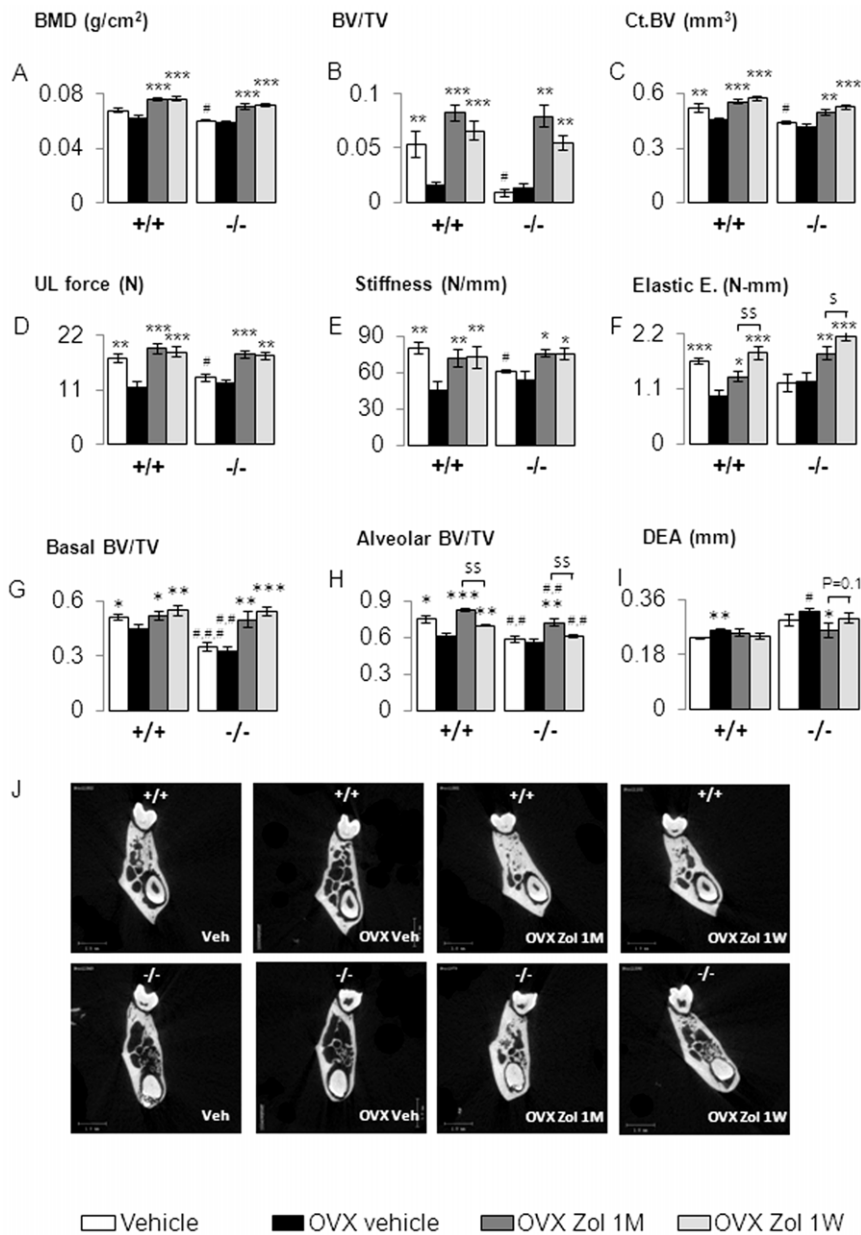 BMD (g/cm²) BV/TV Ct.BV (mm³)
A B C
0.08 0.1 0.6
0.04 0.05 0.3
0 0 0
*** *** # *** ***
** *** *** # ** **
** *** *** # ** ***
+/+ -/- +/+ -/- +/+ -/-
UL force (N) Stiffness (N/mm) Elastic E. (N-mm)
D E F
22 90 2.2
11 60 1.1
0 30 0
0
** *** *** # *** **
** ** ** # * *
*** * *** $$ ** *** $
+/+ -/- +/+ -/- +/+ -/-
Basal BV/TV Alveolar BV/TV DEA (mm)
G H I
0.6 0.9 0.36
0.3 0.6 0.18
0 0.3 0
0
* * ** #,#,# #,# ** ***
* *** ** $$ #,# #,# ** #,# $$
** # * P=0.1
+/+ -/- +/+ -/- +/+ -/-
J
+/+ +/+ +/+ +/+
Veh OVX Veh OVX Zol 1M OVX Zol 1W
-/- -/- -/- -/-
Veh OVX Veh OVX Zol 1M OVX Zol 1W
Vehicle OVX vehicle OVX Zol 1M OVX Zol 1W